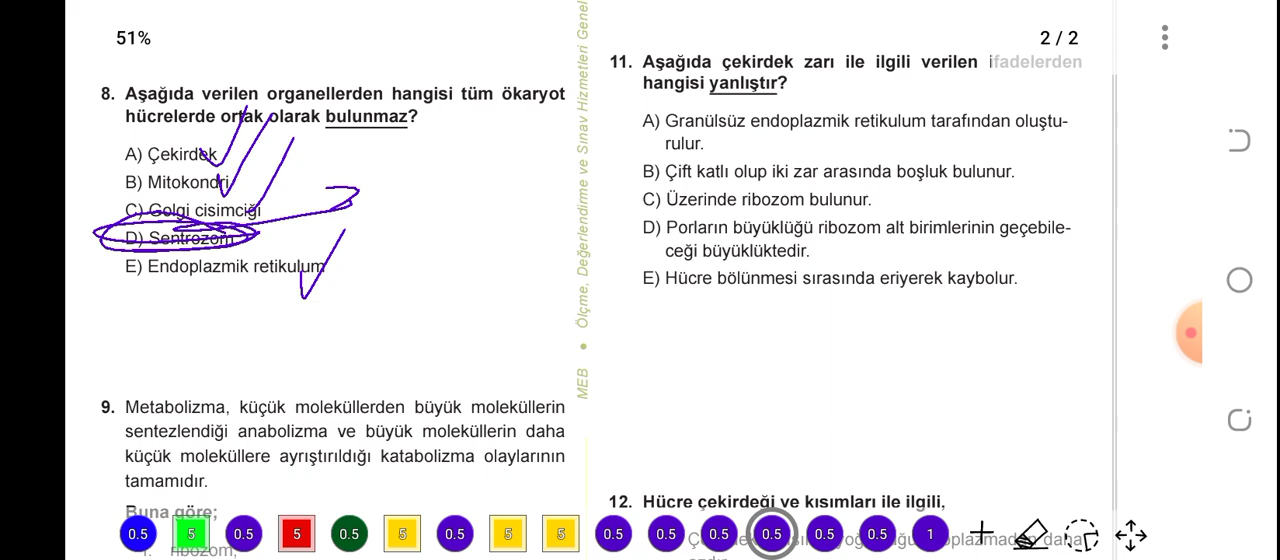 51%
2 / 2
8. Aşağıda verilen organellerden hangisi tüm ökaryot
hücrelerde ortak olarak bulunmaz?
A) Çekirdek
B) Mitokondri
C) Golgi cisimciği
D) Sentrozom
E) Endoplazmik retikulum
9. Metabolizma, küçük moleküllerden büyük moleküllerin
sentezlendiği anabolizma ve büyük moleküllerin daha
küçük moleküllere ayrıştırıldığı katabolizma olaylarının
tamamıdır.
Buna göre;
I. ribozom,
MEB • Ölçme, Değerlendirme ve Sınav Hizmetleri Genel
11. Aşağıda çekirdek zarı ile ilgili verilen ifadelerden
hangisi yanlıştır?
A) Granülsüz endoplazmik retikulum tarafından oluştu-
rulur.
B) Çift katlı olup iki zar arasında boşluk bulunur.
C) Üzerinde ribozom bulunur.
D) Porların büyüklüğü ribozom alt birimlerinin geçebile-
ceği büyüklüktedir.
E) Hücre bölünmesi sırasında eriyerek kaybolur.
12. Hücre çekirdeği ve kısımları ile ilgili,
daha
0.5 5 0.5 5 0.5 5 0.5 5 5 0.5 0.5 0.5 0.5 0.5 0.5 1